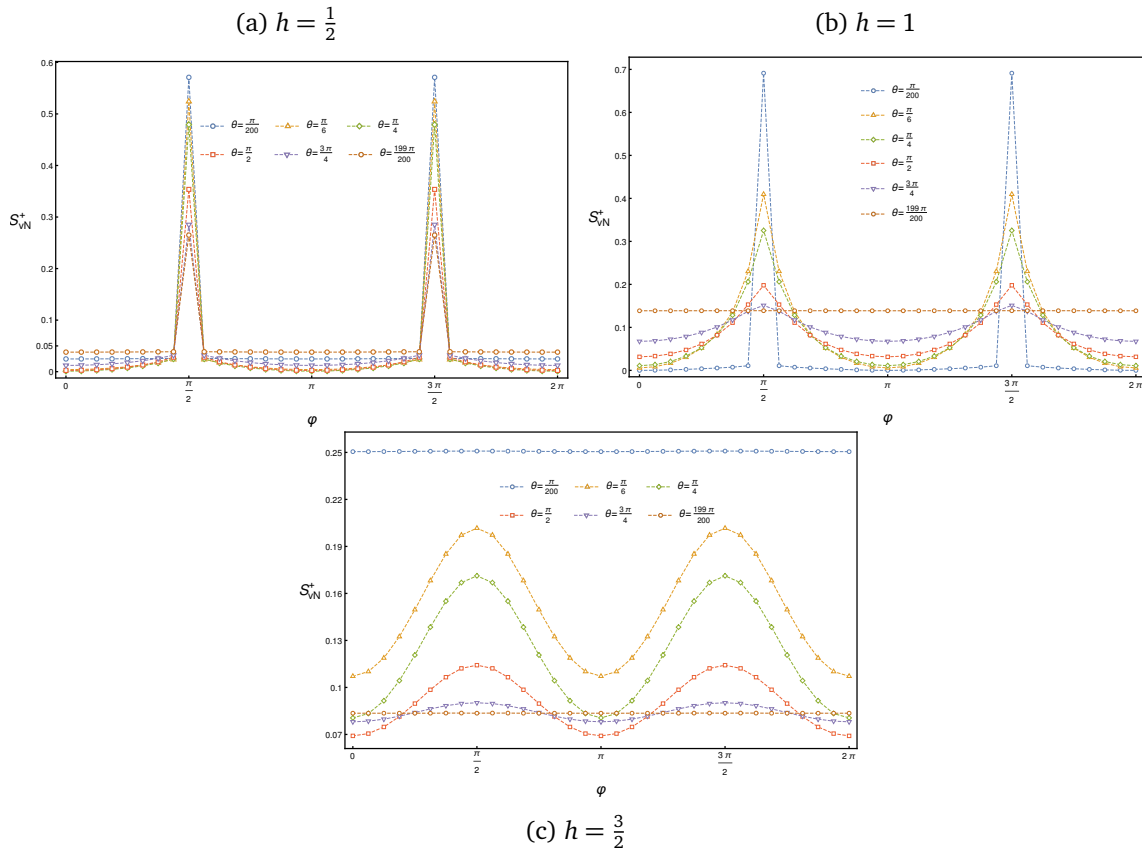 (a) h = 1/2
(b) h = 1
0.6
0.5
0.4
0.3
0.2
0.1
0.05
0
S⁺vN
θ = π/200 θ = π/6 θ = π/4
θ = π/2 θ = 3π/4 θ = 199π/200
0 π/2 π 3π/2 2π
φ
0.7
0.6
0.5
0.4
0.3
0.2
0.1
0
S⁺vN
θ = π/200
θ = π/6
θ = π/4
θ = π/2
θ = 3π/4
θ = 199π/200
0 π/2 π 3π/2 2π
φ
0.25
0.22
0.19
0.16
0.13
0.1
0.07
S⁺vN
θ = π/200 θ = π/6 θ = π/4
θ = π/2 θ = 3π/4 θ = 199π/200
0 π/2 π 3π/2 2π
φ
(c) h = 3/2